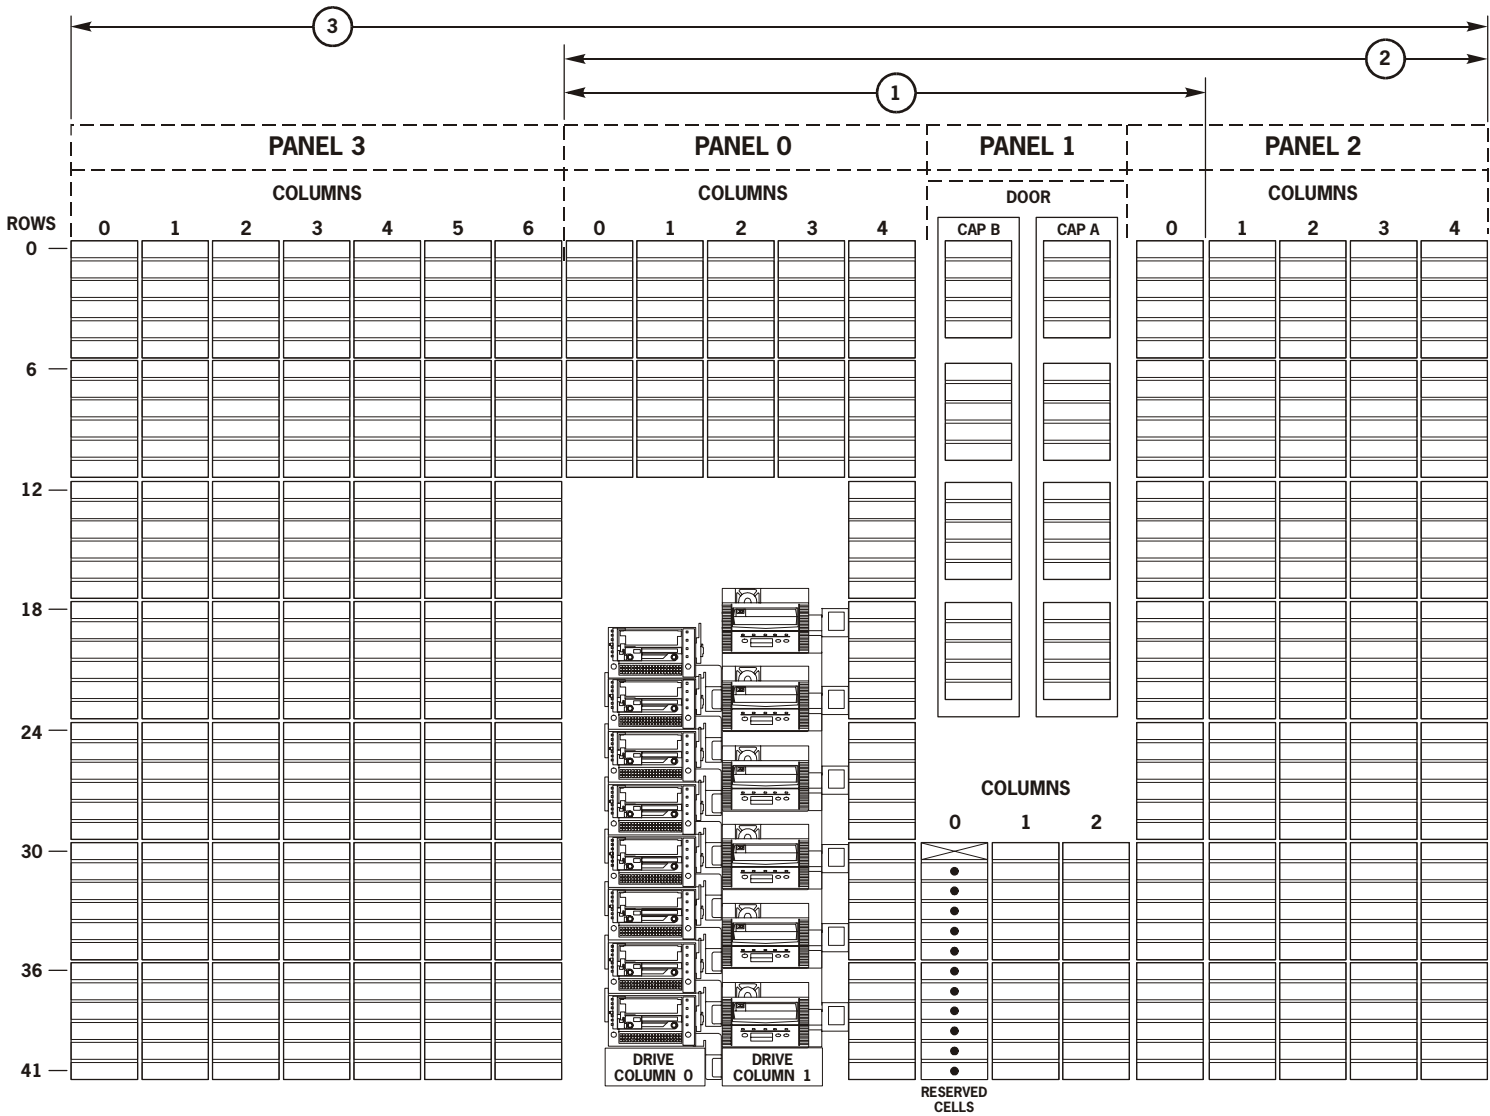 3
2
1
PANEL 3 PANEL 0 PANEL 1 PANEL 2
COLUMNS COLUMNS DOOR COLUMNS
ROWS 0 1 2 3 4 5 6 0 1 2 3 4 CAP B CAP A 0 1 2 3 4
0
6
12
18
24
COLUMNS
0 1 2
30
36
41
DRIVE COLUMN 0
DRIVE COLUMN 1
RESERVED
CELLS